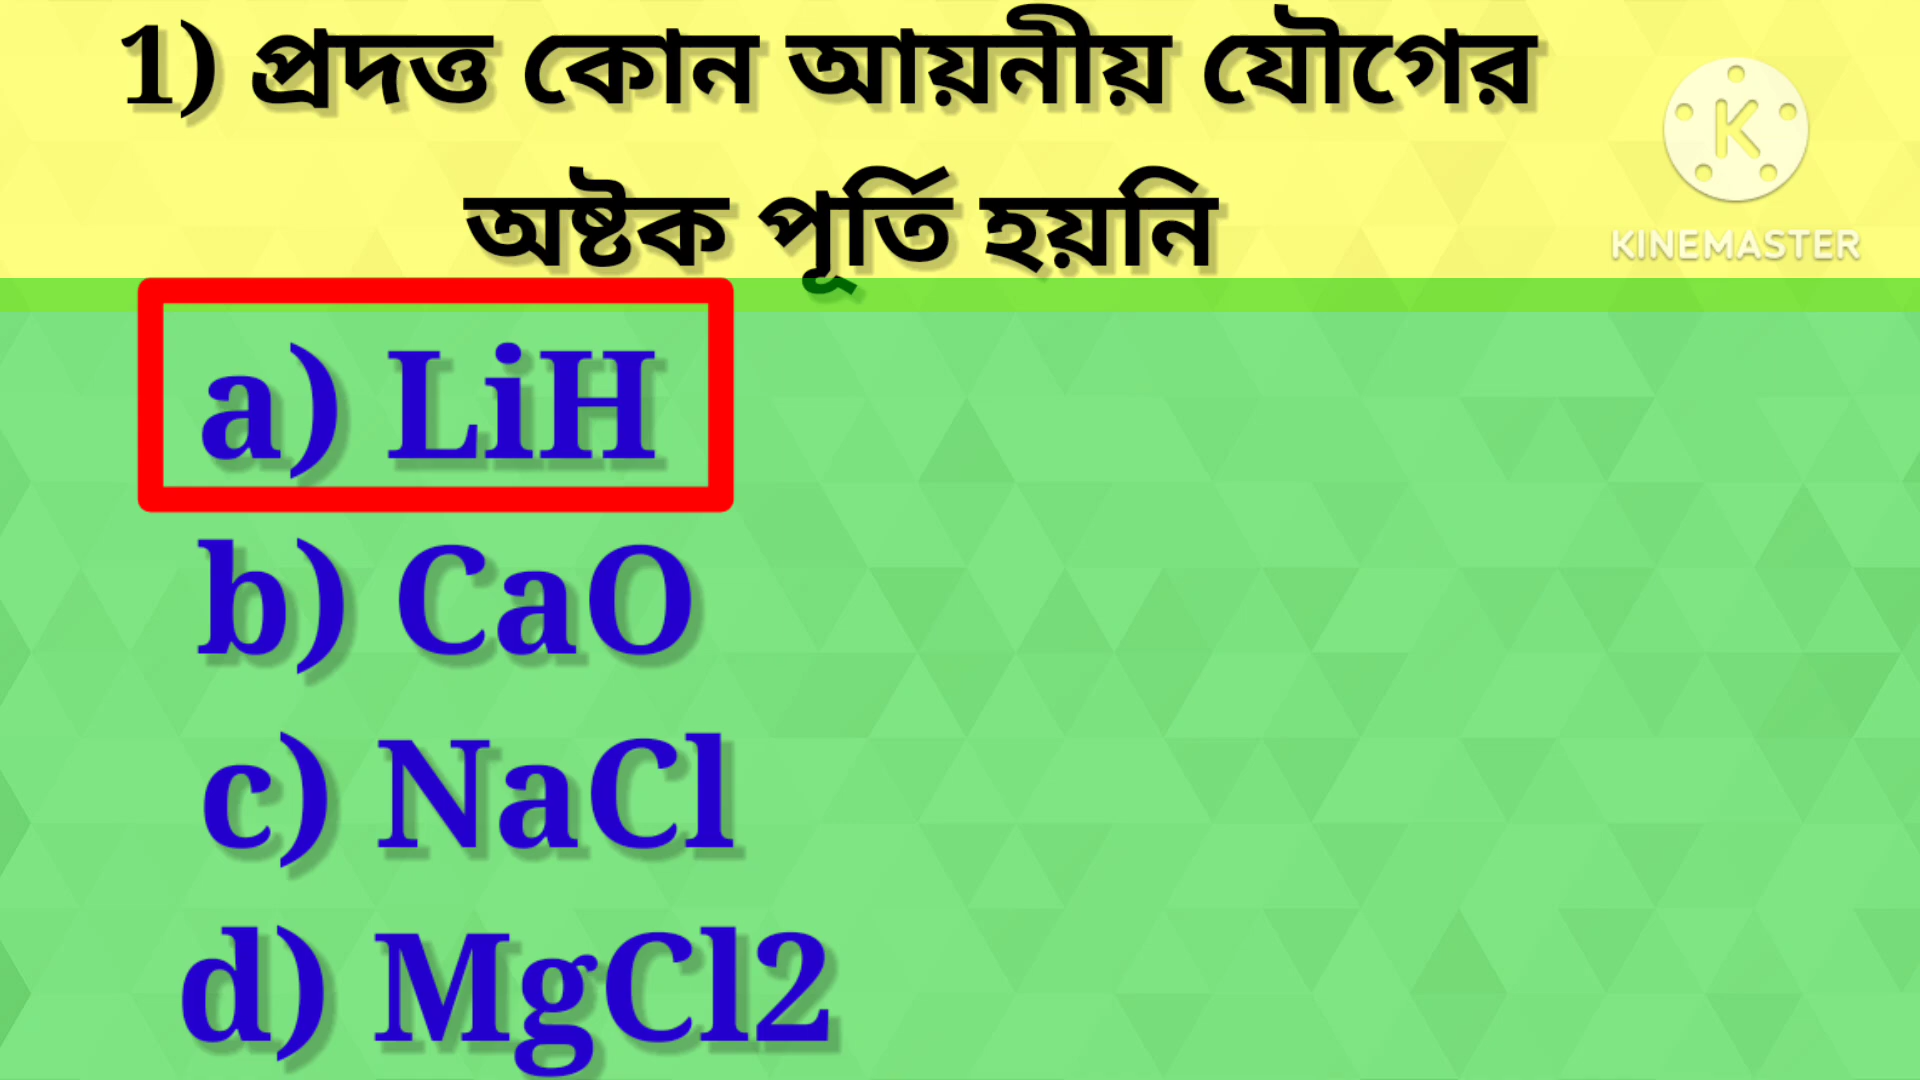 1) প্রদত্ত কোন আয়নীয় যৌগের
অষ্টক পূর্তি হয়নি
KINEMASTER
a) LiH
b) CaO
c) NaCl
d) MgCl2